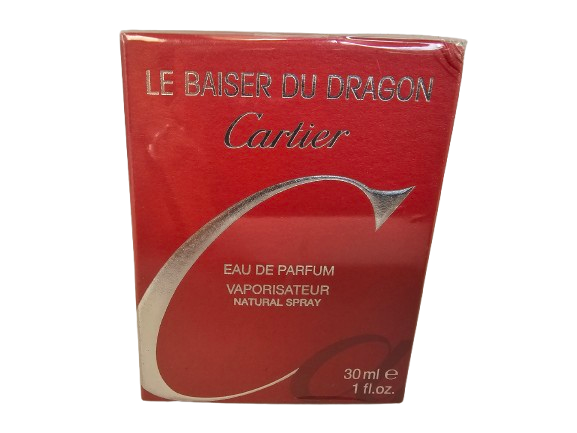 LE BAISER DU DRAGON
Cartier
EAU DE PARFUM
VAPORISATEUR
NATURAL SPRAY
30 ml ℮
1 fl.oz.